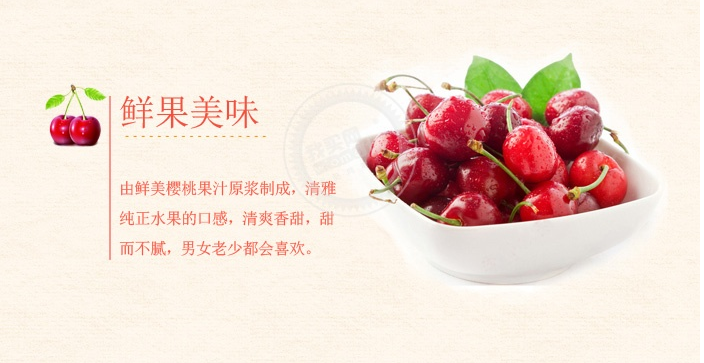 鲜果美味
由鲜美樱桃果汁原浆制成，清雅
纯正水果的口感，清爽香甜，甜
而不腻，男女老少都会喜欢。